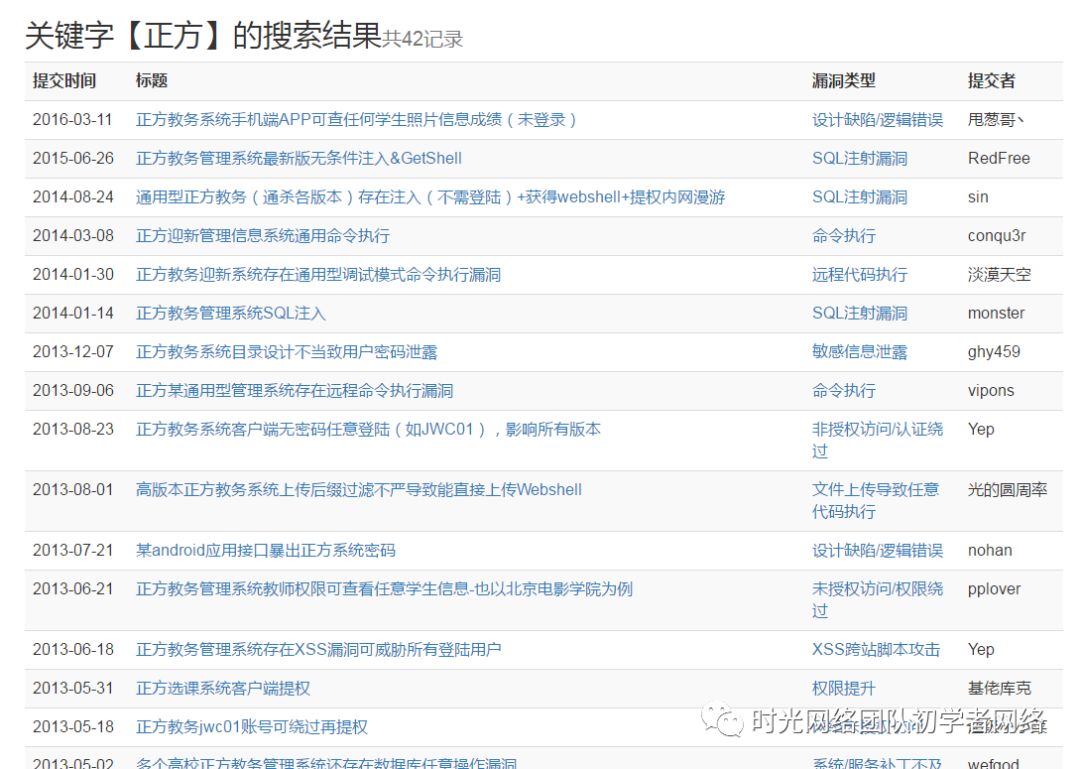 关键字【正方】的搜索结果共42记录
提交时间 标题 漏洞类型 提交者
2016-03-11 正方教务系统手机端APP可查任何学生照片信息成绩（未登录） 设计缺陷/逻辑错误 甩葱哥丶
2015-06-26 正方教务管理系统最新版无条件注入&GetShell SQL注射漏洞 RedFree
2014-08-24 通用型正方教务（通杀各版本）存在注入（不需登陆）+获得webshell+提权内网漫游 SQL注射漏洞 sin
2014-03-08 正方迎新管理信息系统通用命令执行 命令执行 conqu3r
2014-01-30 正方教务迎新系统存在通用型调试模式命令执行漏洞 远程代码执行 淡漠天空
2014-01-14 正方教务管理系统SQL注入 SQL注射漏洞 monster
2013-12-07 正方教务系统目录设计不当致用户密码泄露 敏感信息泄露 ghy459
2013-09-06 正方某通用型管理系统存在远程命令执行漏洞 命令执行 vipons
2013-08-23 正方教务系统客户端无密码任意登陆（如JWC01），影响所有版本 非授权访问/认证绕 Yep
过
2013-08-01 高版本正方教务系统上传后缀过滤不严导致能直接上传Webshell 文件上传导致任意 光的圆周率
代码执行
2013-07-21 某android应用接口暴出正方系统密码 设计缺陷/逻辑错误 nohan
2013-06-21 正方教务管理系统教师权限可查看任意学生信息-也以北京电影学院为例 未授权访问/权限绕 pplover
过
2013-06-18 正方教务管理系统存在XSS漏洞可威胁所有登陆用户 XSS跨站脚本攻击 Yep
2013-05-31 正方选课系统客户端提权 权限提升 基佬库克
2013-05-18 正方教务jwc01账号可绕过再提权
时光网络团队初学者网络
2013-05-02 多个高校正方教务管理系统还存在数据库任意操作漏洞 系统/服务补丁不及 wefgod